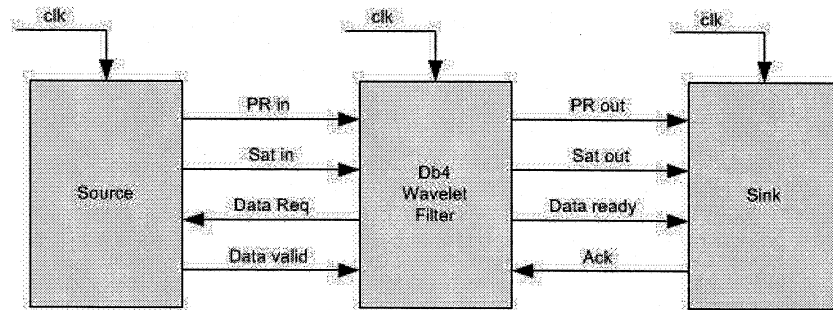 clk
clk
clk
PR in
PR out
Sat in
Sat out
Source
Db4
Wavelet
Filter
Sink
Data Req
Data ready
Data valid
Ack